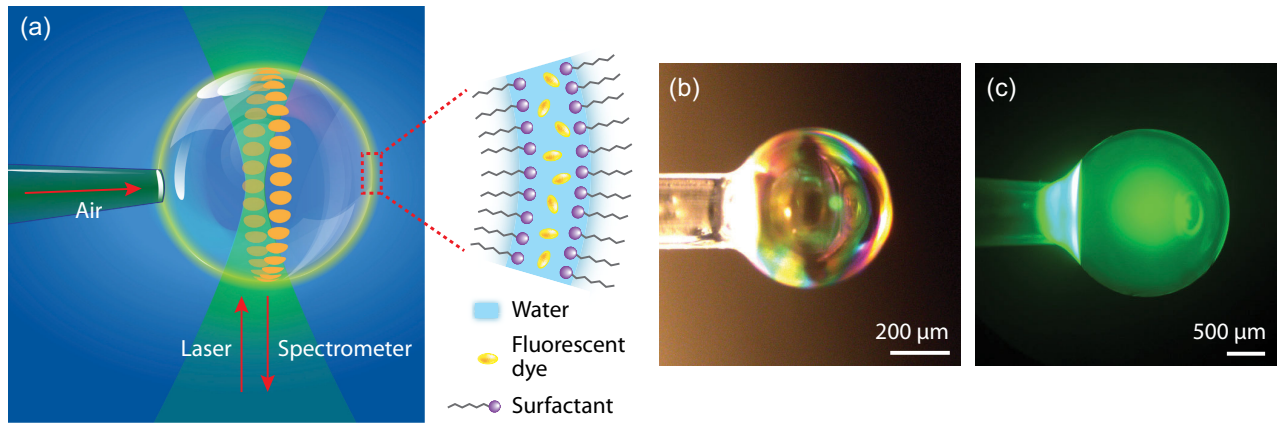 (a)
Air
Laser
Spectrometer
Water
Fluorescent
dye
Surfactant
(b)
200 µm
(c)
500 µm